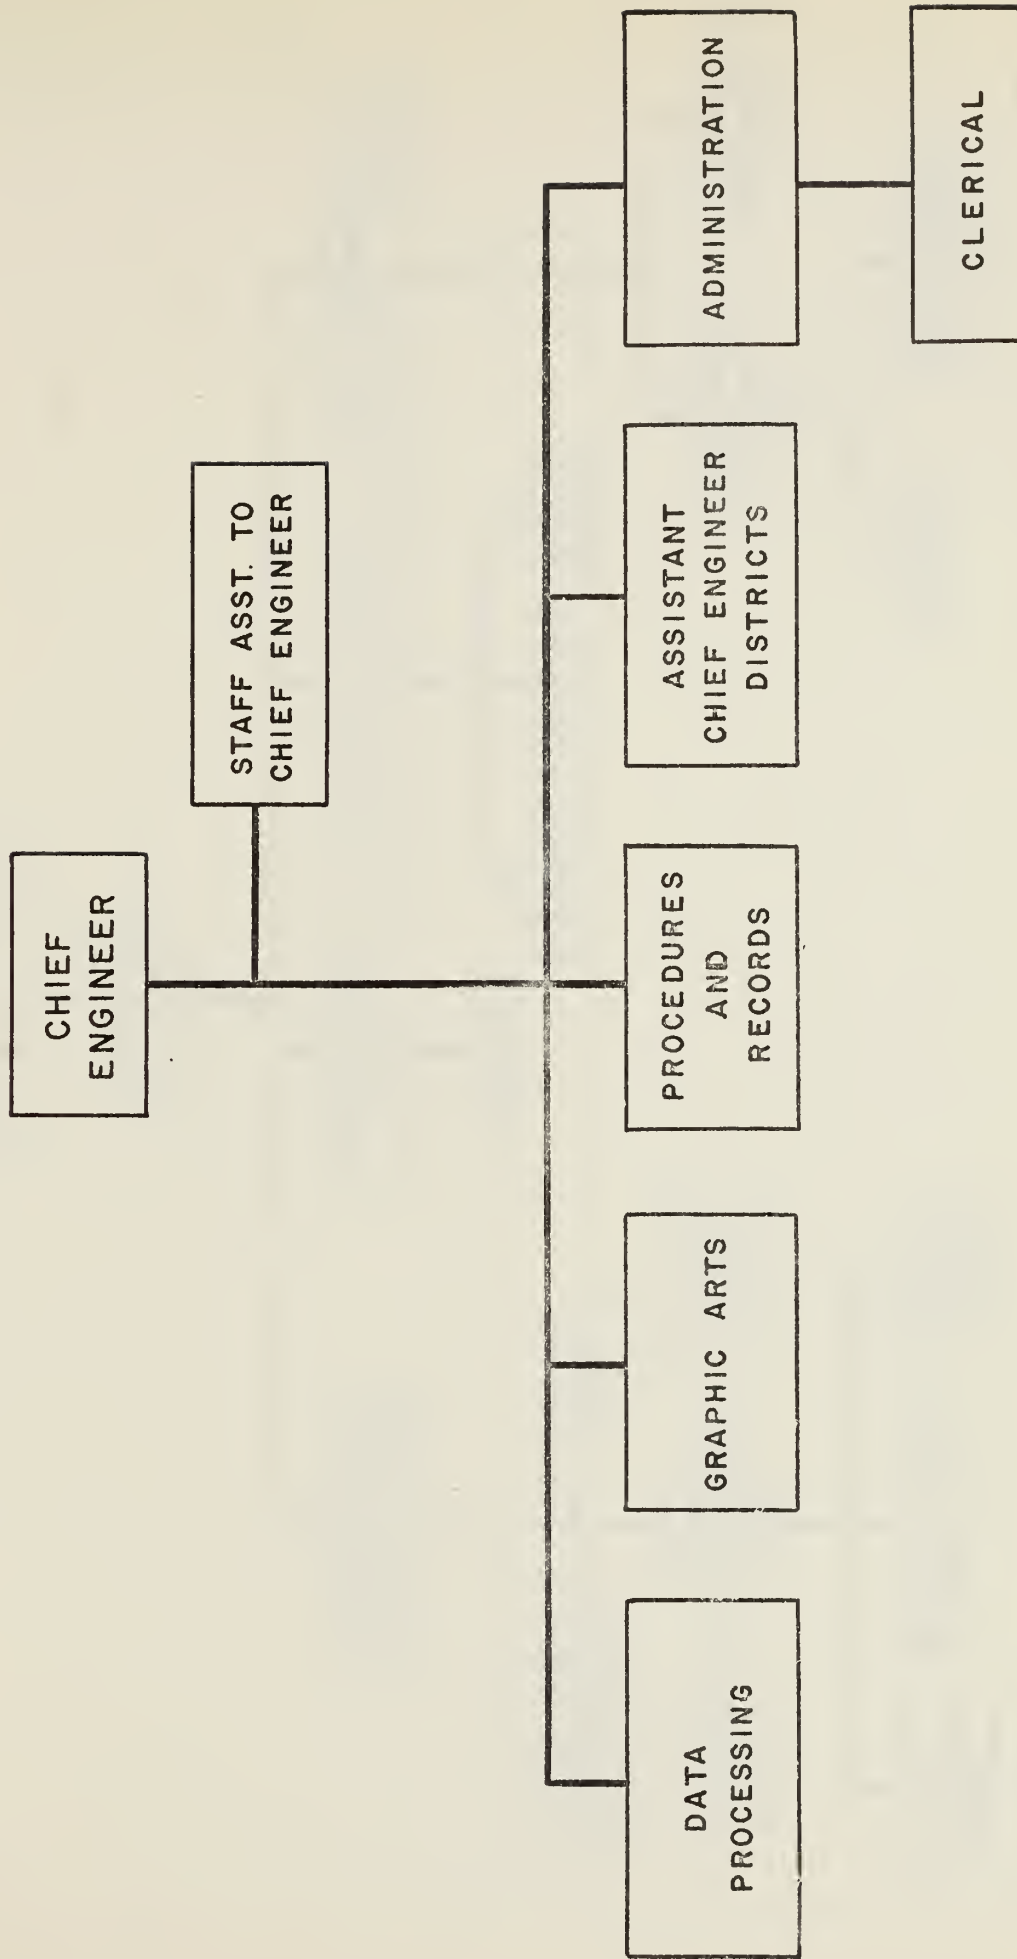 CHIEF
ENGINEER
STAFF ASST. TO
CHIEF ENGINEER
DATA
PROCESSING
GRAPHIC ARTS
PROCEDURES
AND
RECORDS
ASSISTANT
CHIEF ENGINEER
DISTRICTS
ADMINISTRATION
CLERICAL